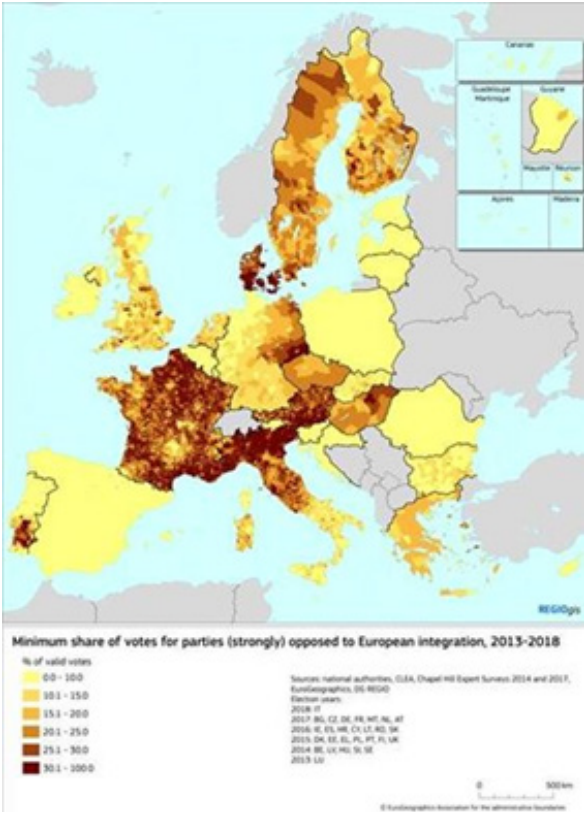 Canarias
Guadeloupe
Martinique
Guyane
Mayotte
Réunion
Açores
Madeira
REGIOgis
Minimum share of votes for parties (strongly) opposed to European integration, 2013-2018
% of valid votes
0.0 - 10.0
10.1 - 15.0
15.1 - 20.0
20.1 - 25.0
25.1 - 30.0
30.1 - 100.0
Sources: national authorities, CLEA, Chapel Hill Expert Surveys 2014 and 2017,
EuroGeographics, DG REGIO
Election years:
2018: IT
2017: BG, CZ, DE, FR, MT, NL, AT
2016: IE, ES, HR, CY, LT, RO, SK
2015: DK, EE, EL, PL, PT, FI, UK
2014: BE, LV, HU, SI, SE
2013: LU
0 500 km
© EuroGeographics Association for the administrative boundaries